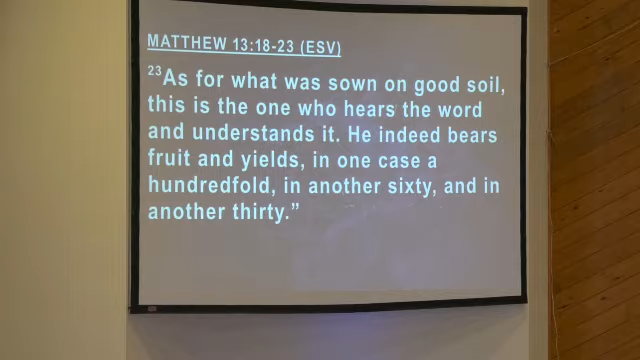 MATTHEW 13:18-23 (ESV)
23As for what was sown on good soil,
this is the one who hears the word
and understands it. He indeed bears
fruit and yields, in one case a
hundredfold, in another sixty, and in
another thirty.”